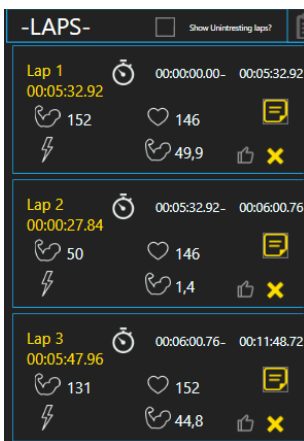 -LAPS- Show Unintresting laps?
Lap 1 00:00:00.00- 00:05:32.92
00:05:32.92
152 146
49,9
Lap 2 00:05:32.92- 00:06:00.76
00:00:27.84
50 146
1,4
Lap 3 00:06:00.76- 00:11:48.72
00:05:47.96
131 152
44,8